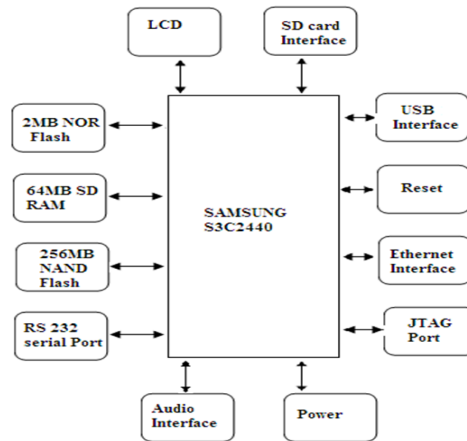 LCD
SD card
Interface
2MB NOR
Flash
USB
Interface
64MB SD
RAM
SAMSUNG
S3C2440
Reset
256MB
NAND
Flash
Ethernet
Interface
RS 232
serial Port
JTAG
Port
Audio
Interface
Power